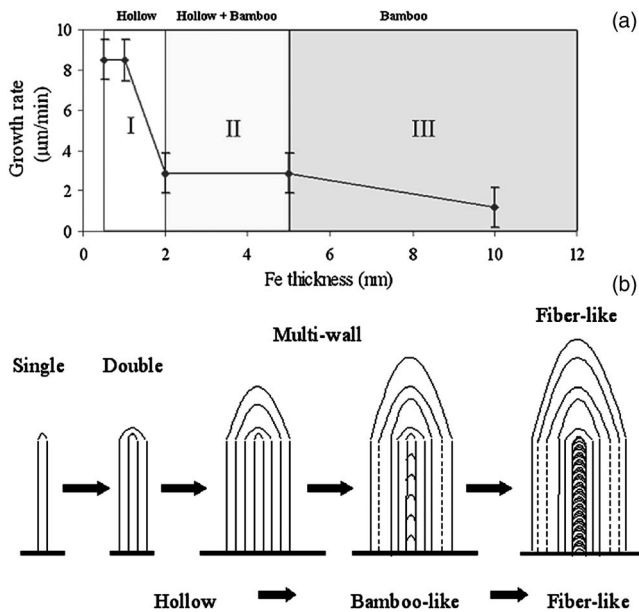 (a)
Hollow Hollow + Bamboo Bamboo
10
8
6
4
2
0
Growth rate
(μm/min)
I II III
0 2 4 6 8 10 12
Fe thickness (nm)
(b)
Fiber-like
Multi-wall
Single Double
Hollow Bamboo-like Fiber-like